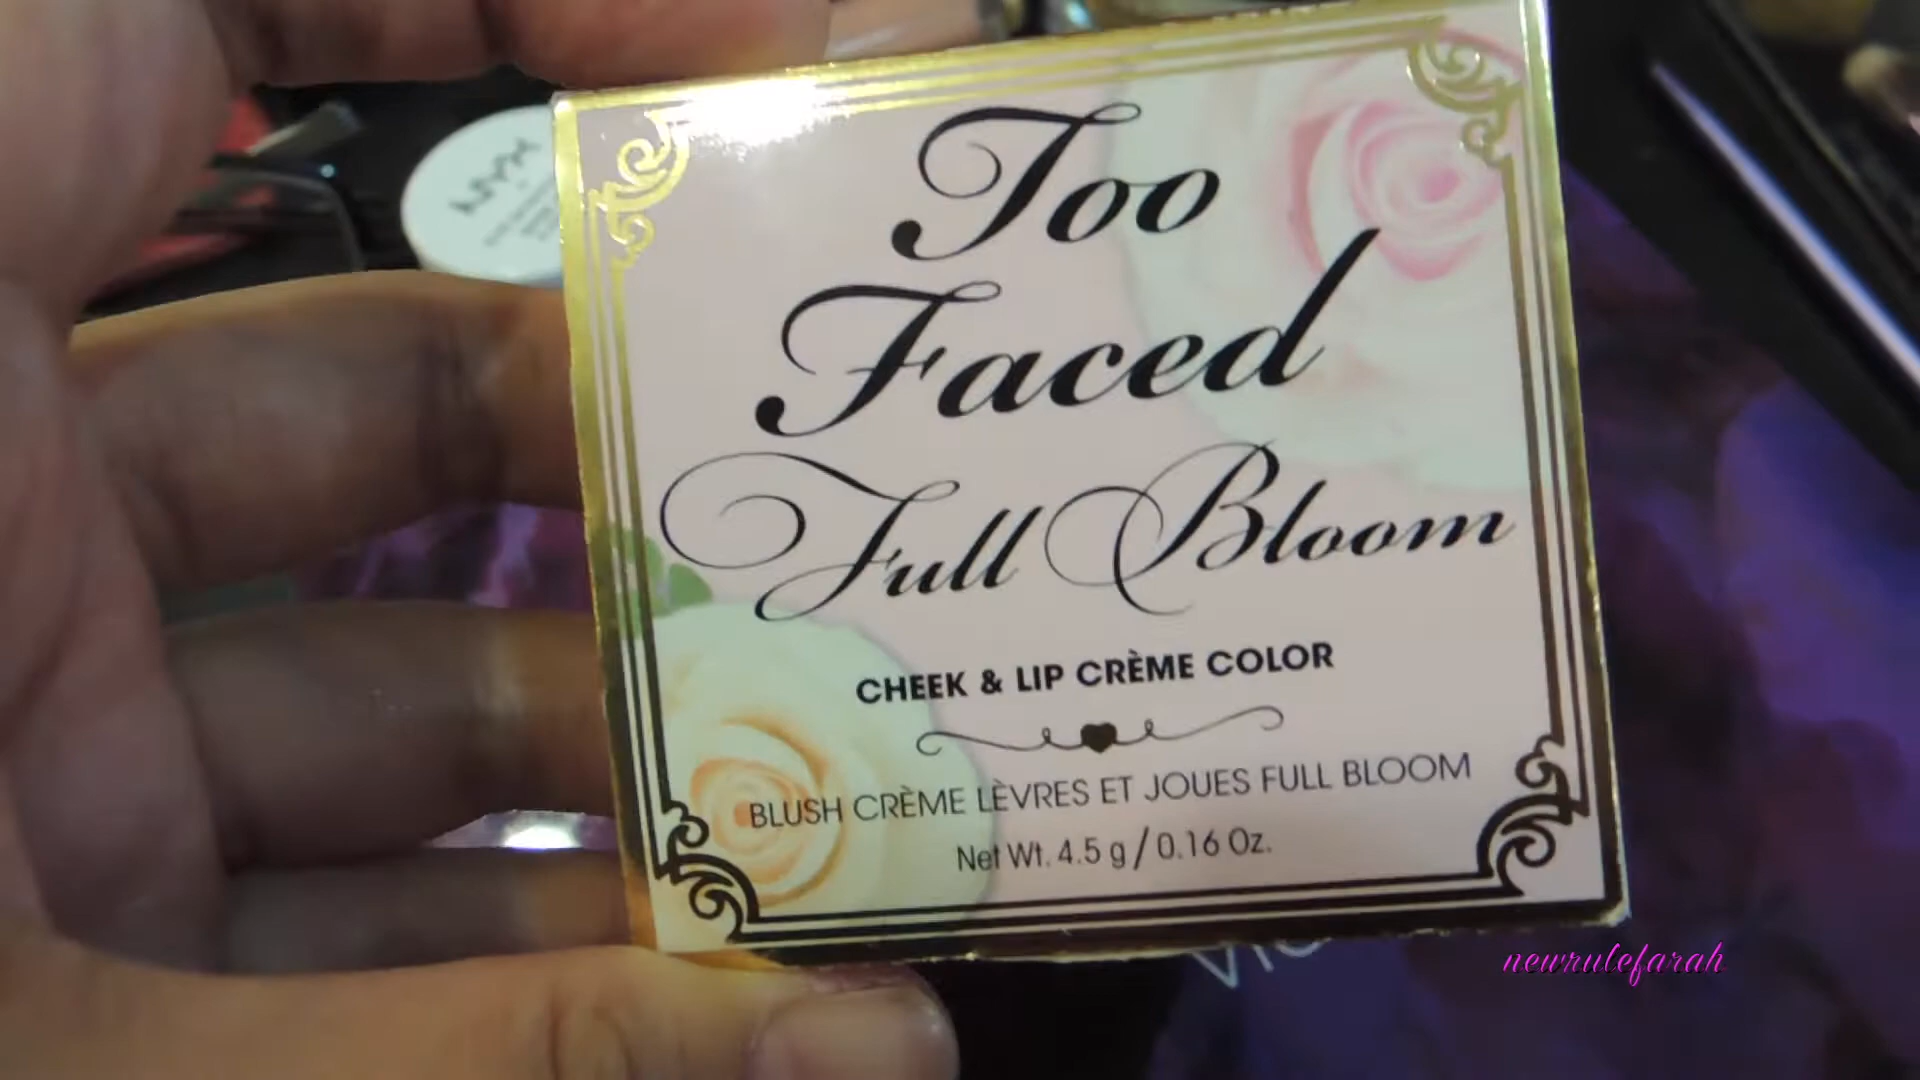 NYX
Too
Faced
Full Bloom
CHEEK & LIP CRÈME COLOR
BLUSH CRÈME LÈVRES ET JOUES FULL BLOOM
Net Wt. 4.5 g / 0.16 Oz.
newrulefarah